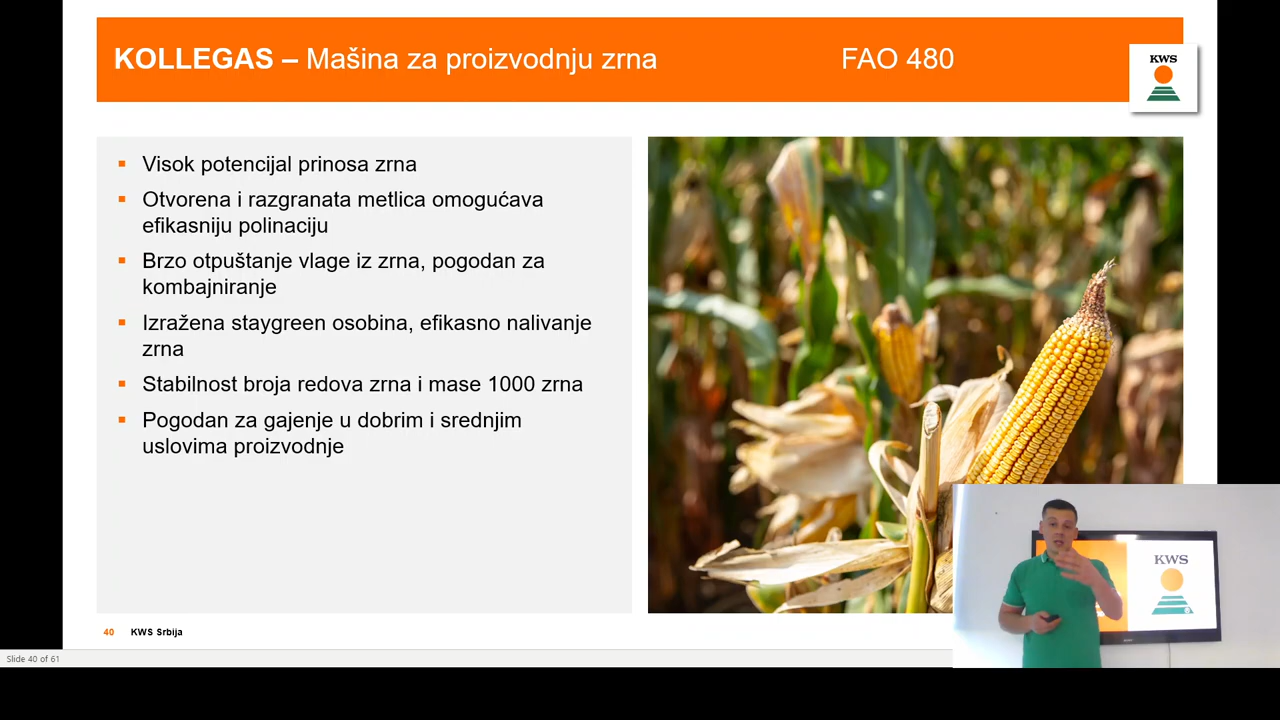 KOLLEGAS – Mašina za proizvodnju zrna FAO 480
KWS
Visok potencijal prinosa zrna
Otvorena i razgranata metlica omogućava
efikasniju polinaciju
Brzo otpuštanje vlage iz zrna, pogodan za
kombajniranje
Izražena staygreen osobina, efikasno nalivanje
zrna
Stabilnost broja redova zrna i mase 1000 zrna
Pogodan za gajenje u dobrim i srednjim
uslovima proizvodnje
KWS
40 KWS Srbija
Slide 40 of 61